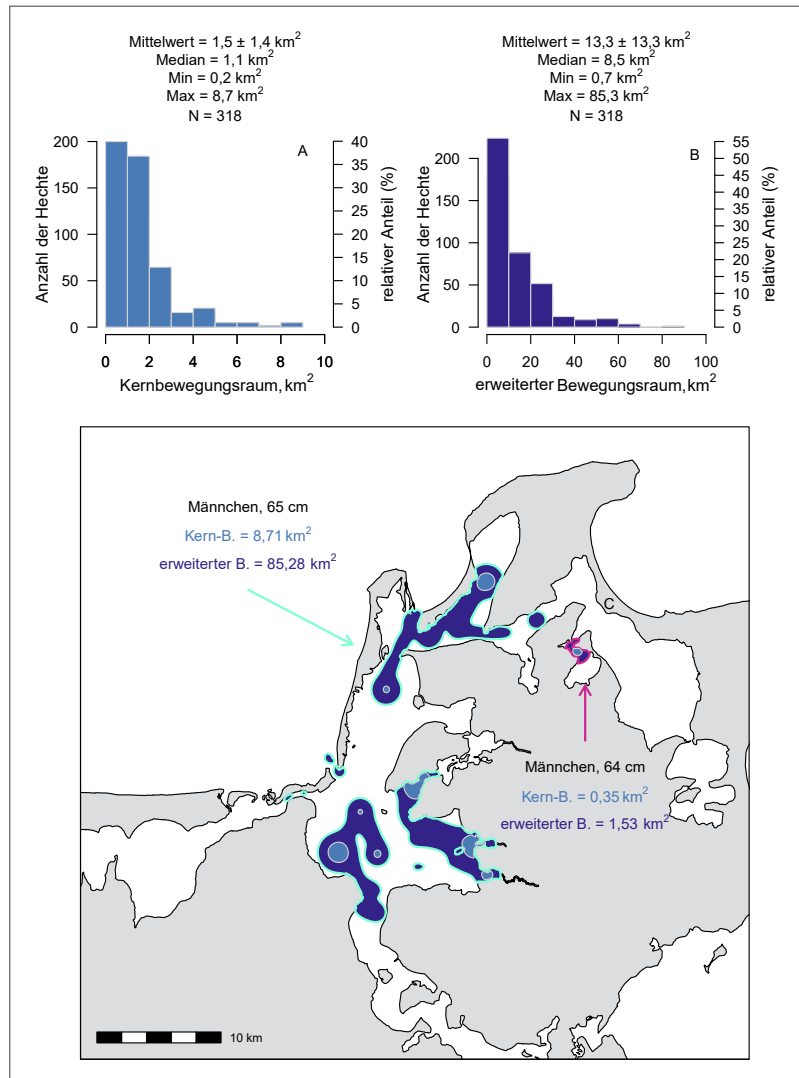 Mittelwert = 1,5 ± 1,4 km²
Median = 1,1 km²
Min = 0,2 km²
Max = 8,7 km²
N = 318
A
Anzahl der Hechte
200
150
100
50
0
40
35
30
25
20
15
10
5
0
relativer Anteil (%)
0 2 4 6 8 10
Kernbewegungsraum, km²
Mittelwert = 13,3 ± 13,3 km²
Median = 8,5 km²
Min = 0,7 km²
Max = 85,3 km²
N = 318
B
Anzahl der Hechte
200
150
100
50
0
55
50
45
40
35
30
25
20
15
10
5
0
relativer Anteil (%)
0 20 40 60 80 100
erweiterter Bewegungsraum, km²
Männchen, 65 cm
Kern-B. = 8,71 km²
erweiterter B. = 85,28 km²
C
Männchen, 64 cm
Kern-B. = 0,35 km²
erweiterter B. = 1,53 km²
10 km